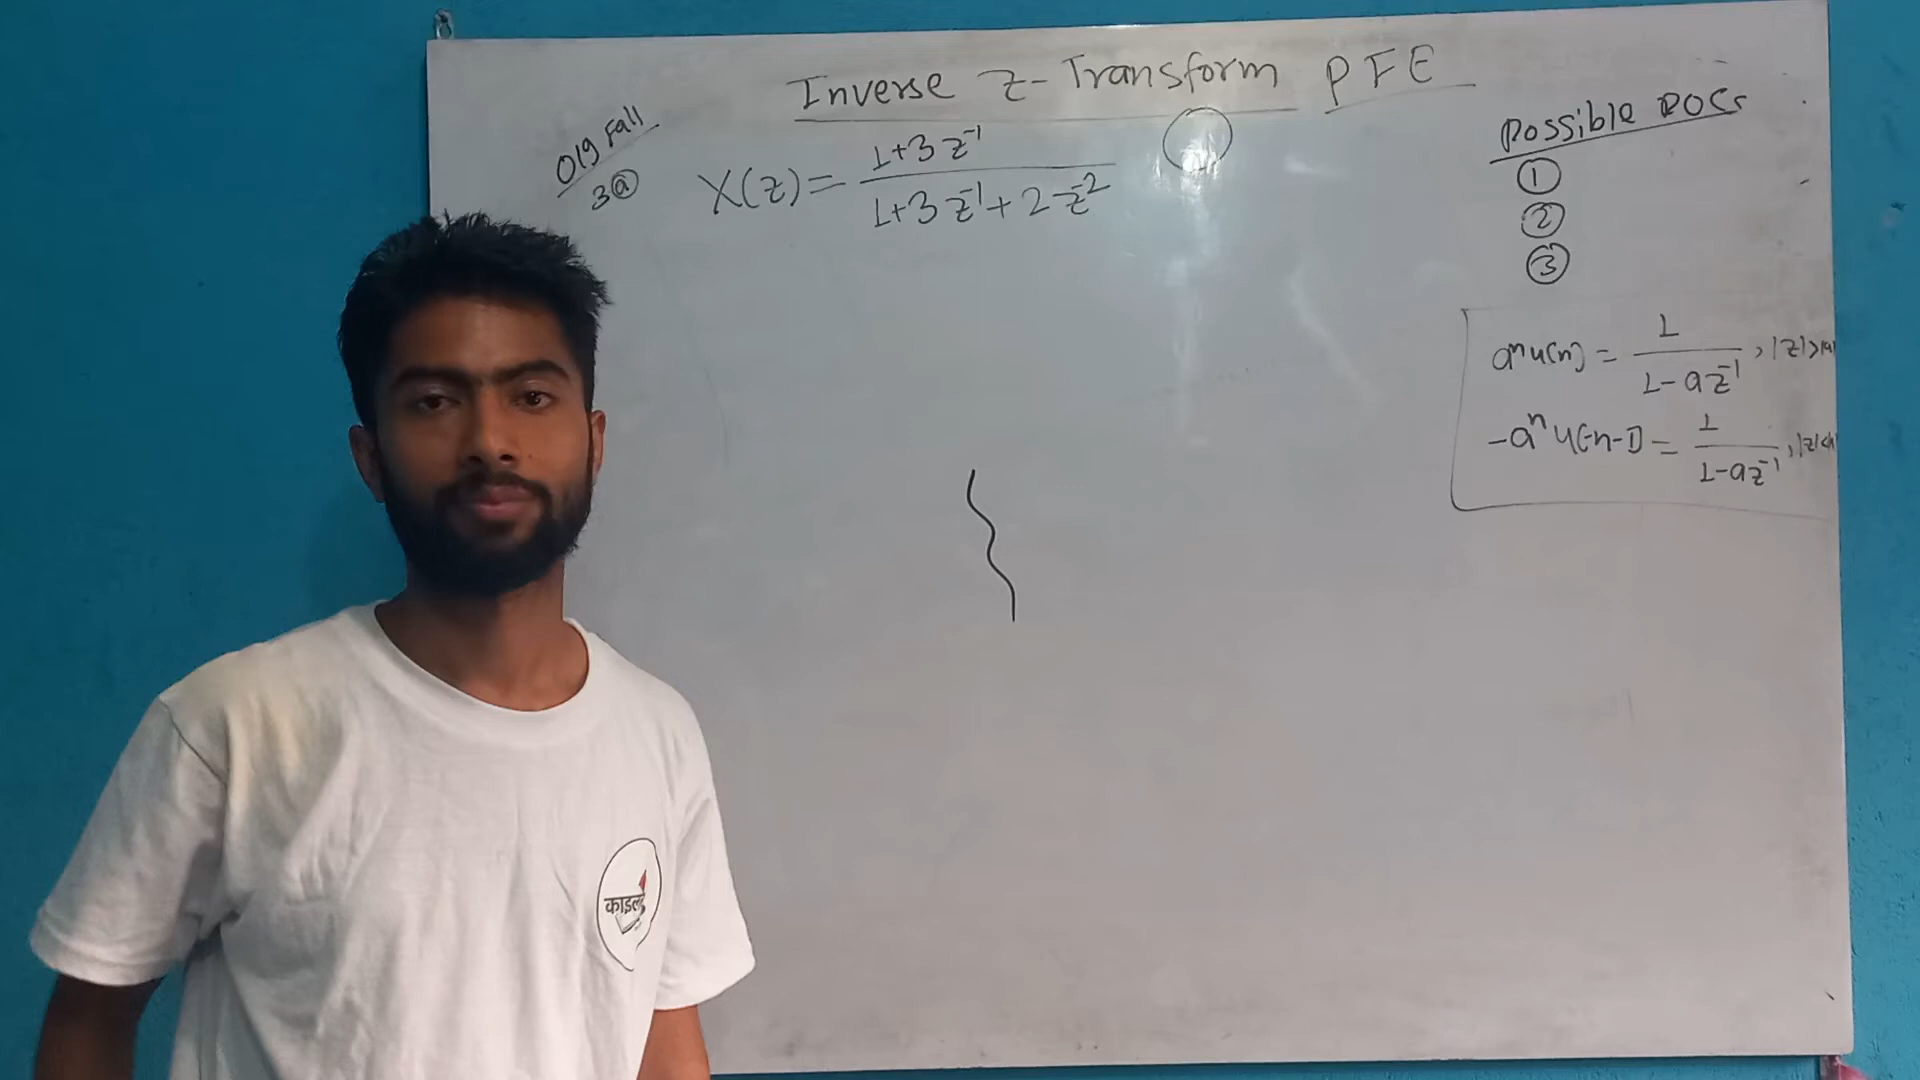 Inverse Z-Transform PFE
019 Fall
3ⓐ
X(z) = (1+3z⁻¹) / (1+3z⁻¹+2z⁻²)
Possible ROCs
①
②
③
aⁿu(n) = 1 / (1-az⁻¹), |z|>|a|
-aⁿu(-n-1) = 1 / (1-az⁻¹), |z|<|a